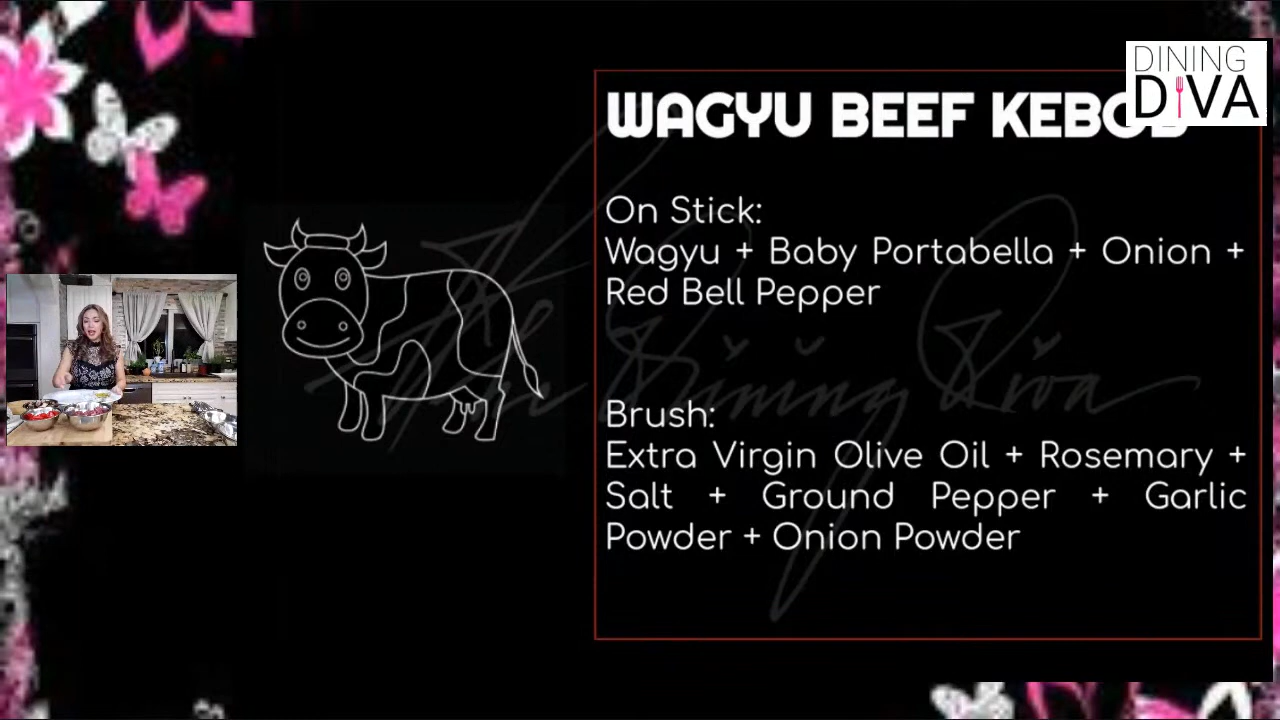 DINING
DIVA
WAGYU BEEF KEBOB
On Stick:
Wagyu + Baby Portabella + Onion +
Red Bell Pepper
Brush:
Extra Virgin Olive Oil + Rosemary +
Salt + Ground Pepper + Garlic
Powder + Onion Powder